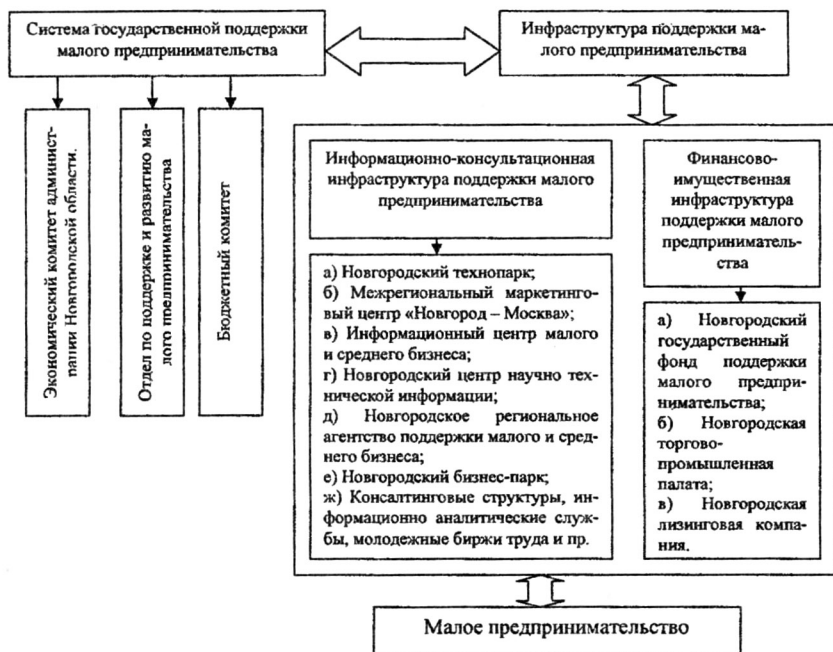 Система государственной поддержки
малого предпринимательства
Инфраструктура поддержки ма-
лого предпринимательства
Экономический комитет админист-
пании Новгородской области.
Отдел по поддержке и развитию ма-
лого предпринимательства
Бюджетный комитет
Информационно-консультационная
инфраструктура поддержки малого
предпринимательства
Финансово-
имущественная
инфраструктура
поддержки малого
предприниматель-
ства
а) Новгородский технопарк;
б) Межрегиональный маркетинго-
вый центр «Новгород – Москва»;
в) Информационный центр малого
и среднего бизнеса;
г) Новгородский центр научно тех-
нической информации;
д) Новгородское региональное
агентство поддержки малого и сред-
него бизнеса;
е) Новгородский бизнес-парк;
ж) Консалтинговые структуры, ин-
формационно аналитические служ-
бы, молодежные биржи труда и пр.
а) Новгородский
государственный
фонд поддержки
малого предпри-
нимательства;
б) Новгородская
торгово-
промышленная
палата;
в) Новгородская
лизинговая компа-
ния.
Малое предпринимательство